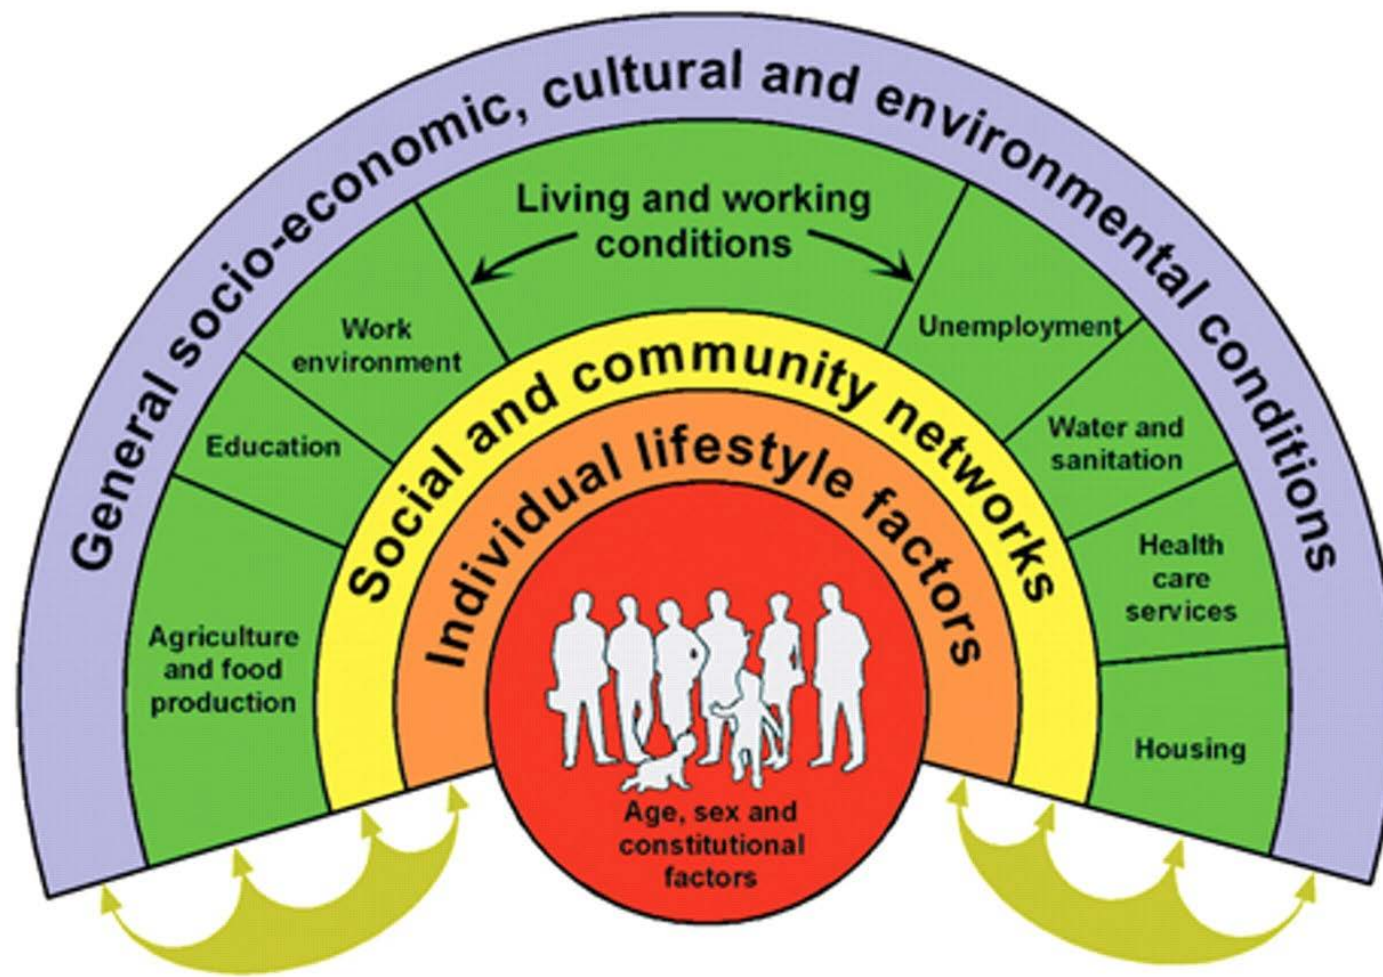 General socio-economic, cultural and environmental conditions
Living and working
conditions
Work
environment
Unemployment
Education
Water and
sanitation
Agriculture
and food
production
Health
care
services
Housing
Social and community networks
Individual lifestyle factors
Age, sex and
constitutional
factors